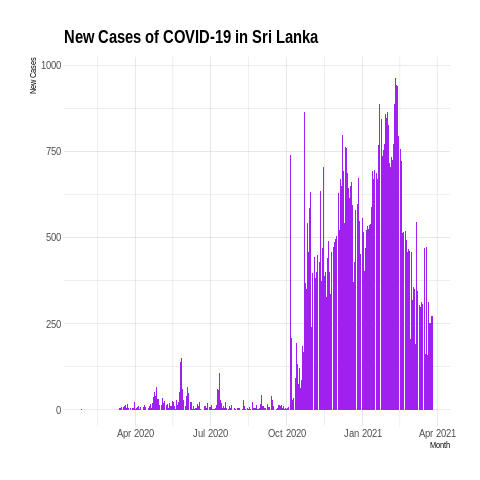 New Cases of COVID-19 in Sri Lanka
New Cases
1000
750
500
250
0
Apr 2020 Jul 2020 Oct 2020 Jan 2021 Apr 2021
Month